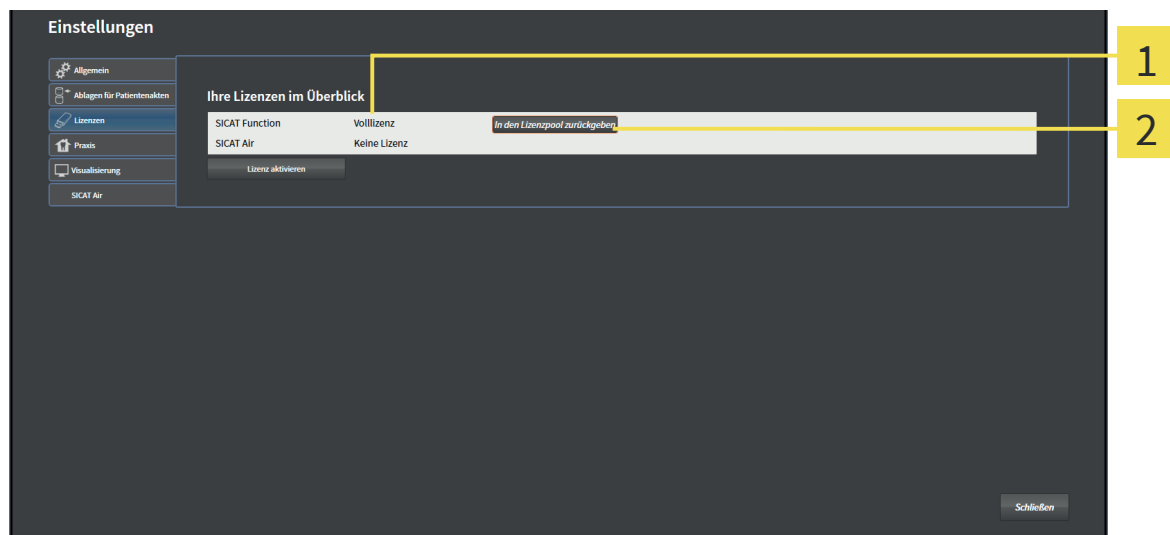 Einstellungen
Allgemein
Ablagen für Patientenakten
Lizenzen
Praxis
Visualisierung
SICAT Air
Ihre Lizenzen im Überblick
SICAT Function Volllizenz In den Lizenzpool zurückgeben
SICAT Air Keine Lizenz
Lizenz aktivieren
Schließen
1
2